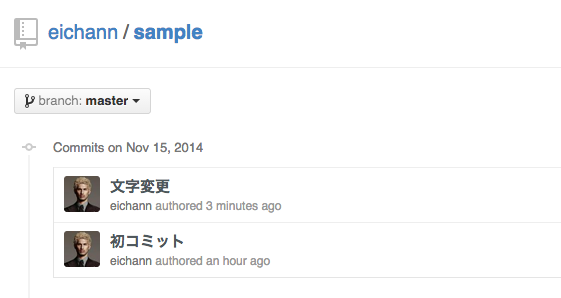 eichann / sample
branch: master
Commits on Nov 15, 2014
文字変更
eichann authored 3 minutes ago
初コミット
eichann authored an hour ago